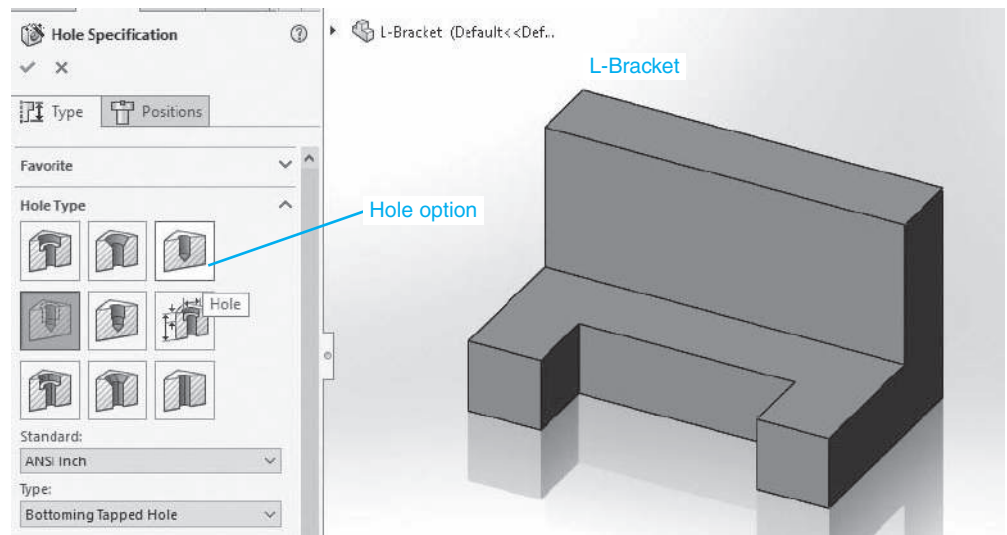 Hole Specification
L-Bracket (Default<<Def...
L-Bracket
Type
Positions
Favorite
Hole Type
Hole option
Hole
Standard:
ANSI Inch
Type:
Bottoming Tapped Hole